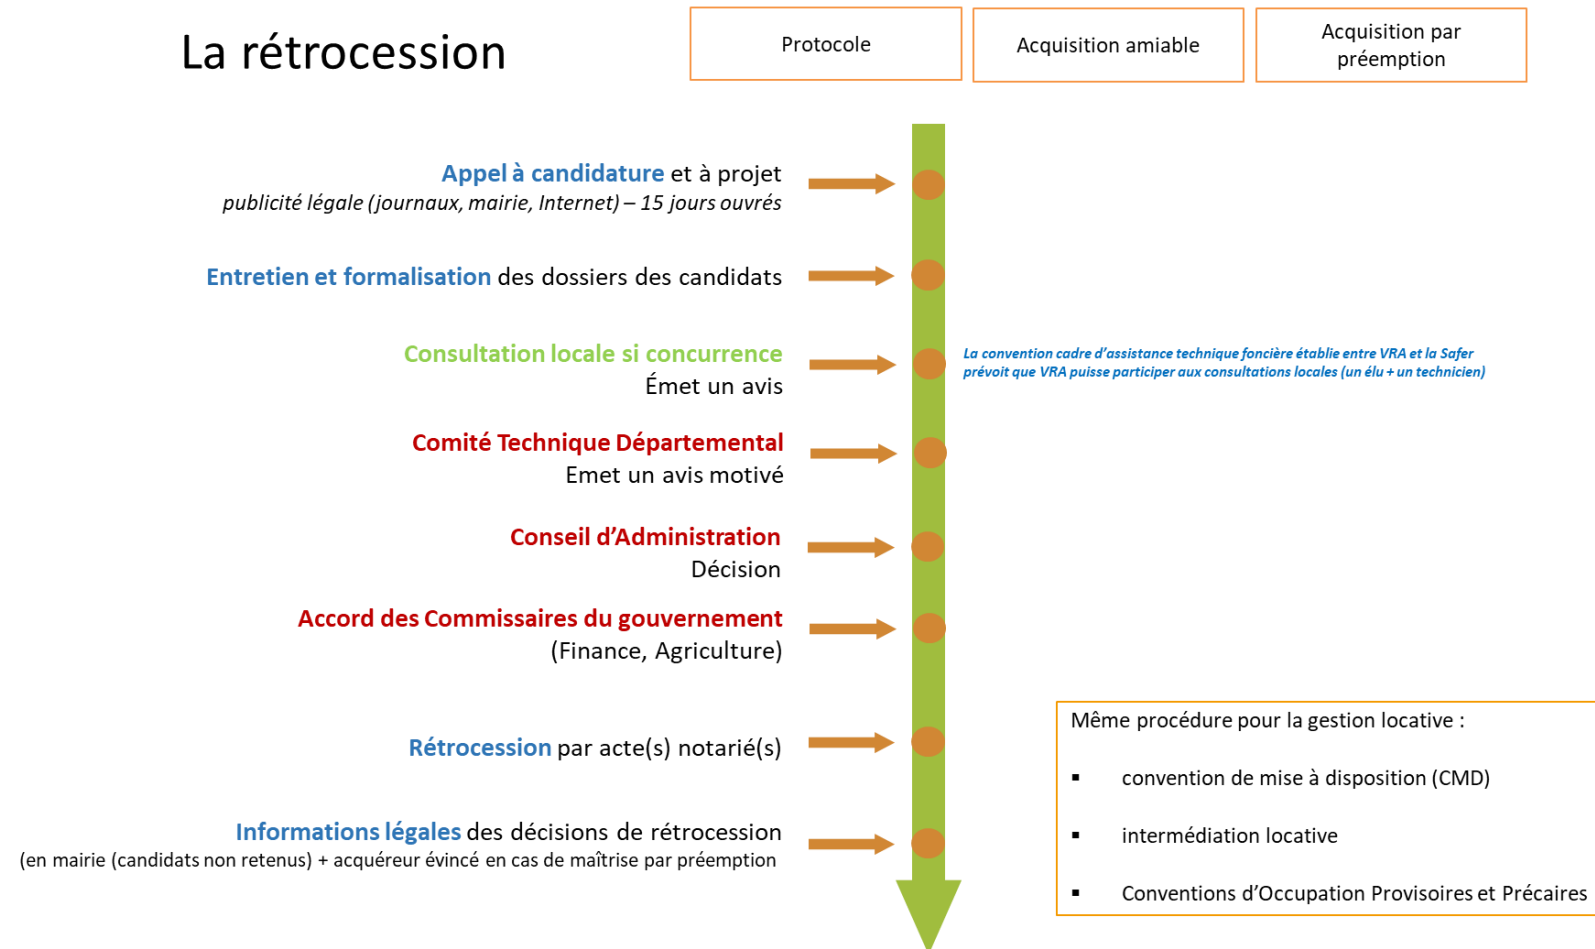 La rétrocession
Protocole
Acquisition amiable
Acquisition par
préemption
Appel à candidature et à projet
publicité légale (journaux, mairie, Internet) – 15 jours ouvrés
Entretien et formalisation des dossiers des candidats
Consultation locale si concurrence
Émet un avis
La convention cadre d'assistance technique foncière établie entre VRA et la Safer
prévoit que VRA puisse participer aux consultations locales (un élu + un technicien)
Comité Technique Départemental
Emet un avis motivé
Conseil d'Administration
Décision
Accord des Commissaires du gouvernement
(Finance, Agriculture)
Rétrocession par acte(s) notarié(s)
Informations légales des décisions de rétrocession
(en mairie (candidats non retenus) + acquéreur évincé en cas de maîtrise par préemption
Même procédure pour la gestion locative :
▪ convention de mise à disposition (CMD)
▪ intermédiation locative
▪ Conventions d'Occupation Provisoires et Précaires